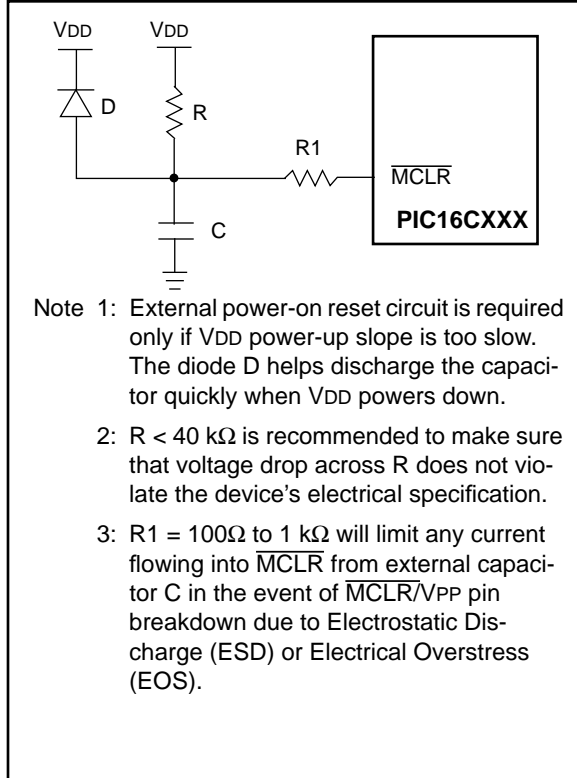 VDD VDD
D
R
R1
MCLR
PIC16CXXX
C
Note 1: External power-on reset circuit is required
only if VDD power-up slope is too slow.
The diode D helps discharge the capaci-
tor quickly when VDD powers down.
2: R < 40 kΩ is recommended to make sure
that voltage drop across R does not vio-
late the device's electrical specification.
3: R1 = 100Ω to 1 kΩ will limit any current
flowing into MCLR from external capaci-
tor C in the event of MCLR/VPP pin
breakdown due to Electrostatic Dis-
charge (ESD) or Electrical Overstress
(EOS).